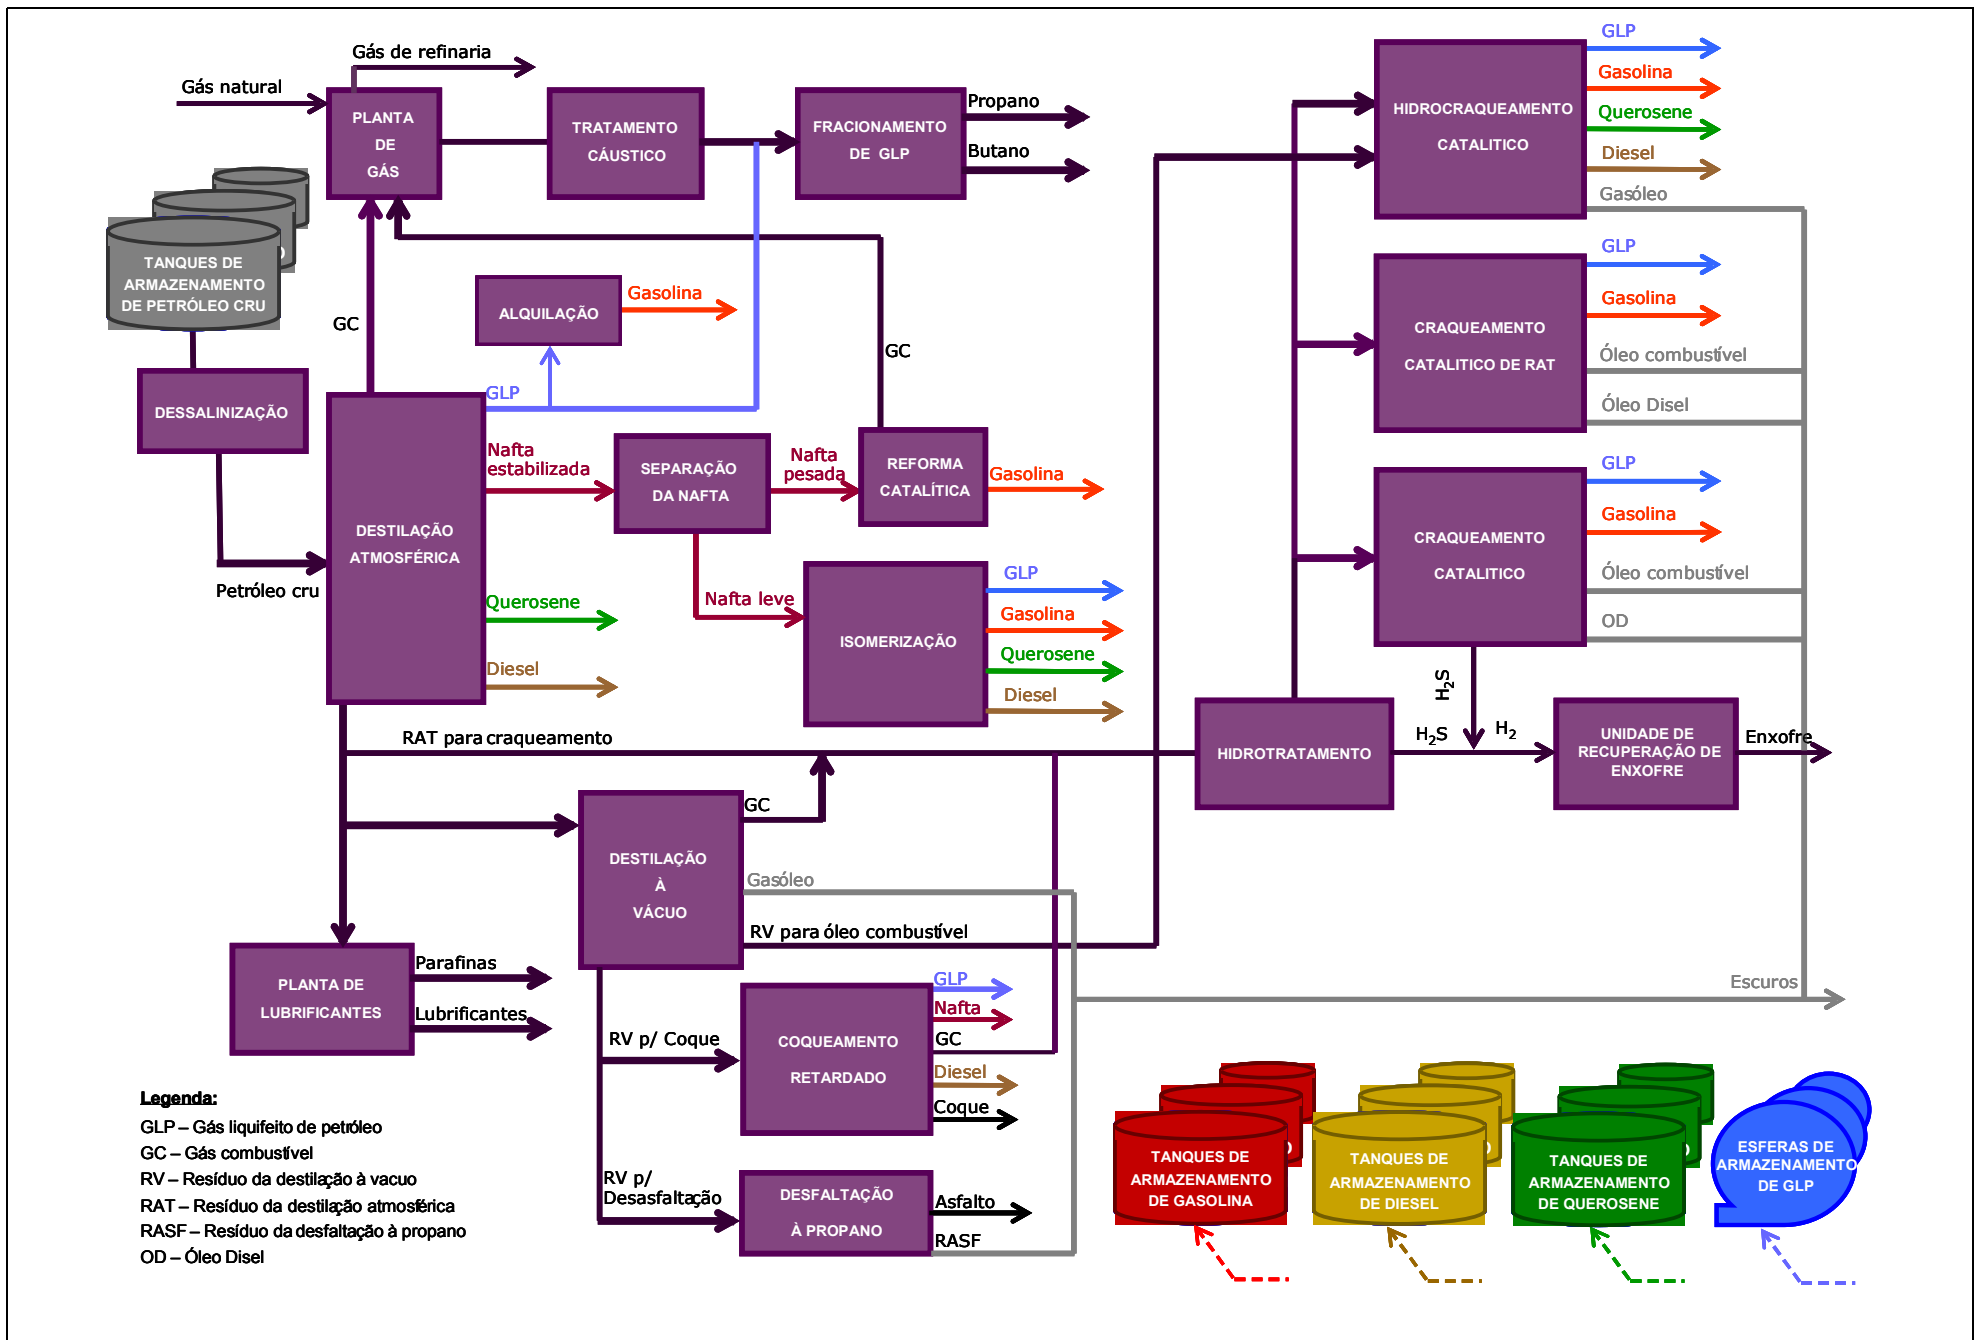 Gás de refinaria
Gás natural
PLANTA
DE
GÁS
TRATAMENTO
CÁUSTICO
FRACIONAMENTO
DE GLP
Propano
Butano
TANQUES DE
ARMAZENAMENTO
DE PETRÓLEO CRU
GC
ALQUILAÇÃO
Gasolina
GC
DESSALINIZAÇÃO
Petróleo cru
DESTILAÇÃO
ATMOSFÉRICA
GLP
Nafta
estabilizada
SEPARAÇÃO
DA NAFTA
Nafta
pesada
REFORMA
CATALÍTICA
Gasolina
Querosene
Diesel
Nafta leve
ISOMERIZAÇÃO
GLP
Gasolina
Querosene
Diesel
HIDROCRAQUEAMENTO
CATALITICO
GLP
Gasolina
Querosene
Diesel
Gasóleo
CRAQUEAMENTO
CATALITICO DE RAT
GLP
Gasolina
Óleo combustível
Óleo Disel
CRAQUEAMENTO
CATALITICO
GLP
Gasolina
Óleo combustível
OD
H2S
RAT para craqueamento
HIDROTRATAMENTO
H2S
H2
UNIDADE DE
RECUPERAÇÃO DE
ENXOFRE
Enxofre
DESTILAÇÃO
À
VÁCUO
GC
Gasóleo
RV para óleo combustível
PLANTA DE
LUBRIFICANTES
Parafinas
Lubrificantes
RV p/ Coque
COQUEAMENTO
RETARDADO
GLP
Nafta
GC
Diesel
Coque
RV p/
Desasfaltação
DESFALTAÇÃO
À PROPANO
Asfalto
RASF
Escuros
Legenda:
GLP – Gás liquifeito de petróleo
GC – Gás combustível
RV – Resíduo da destilação à vacuo
RAT – Resíduo da destilação atmosférica
RASF – Resíduo da desfaltação à propano
OD – Óleo Disel
TANQUES DE
ARMAZENAMENTO
DE GASOLINA
TANQUES DE
ARMAZENAMENTO
DE DIESEL
TANQUES DE
ARMAZENAMENTO
DE QUEROSENE
ESFERAS DE
ARMAZENAMENTO
DE GLP